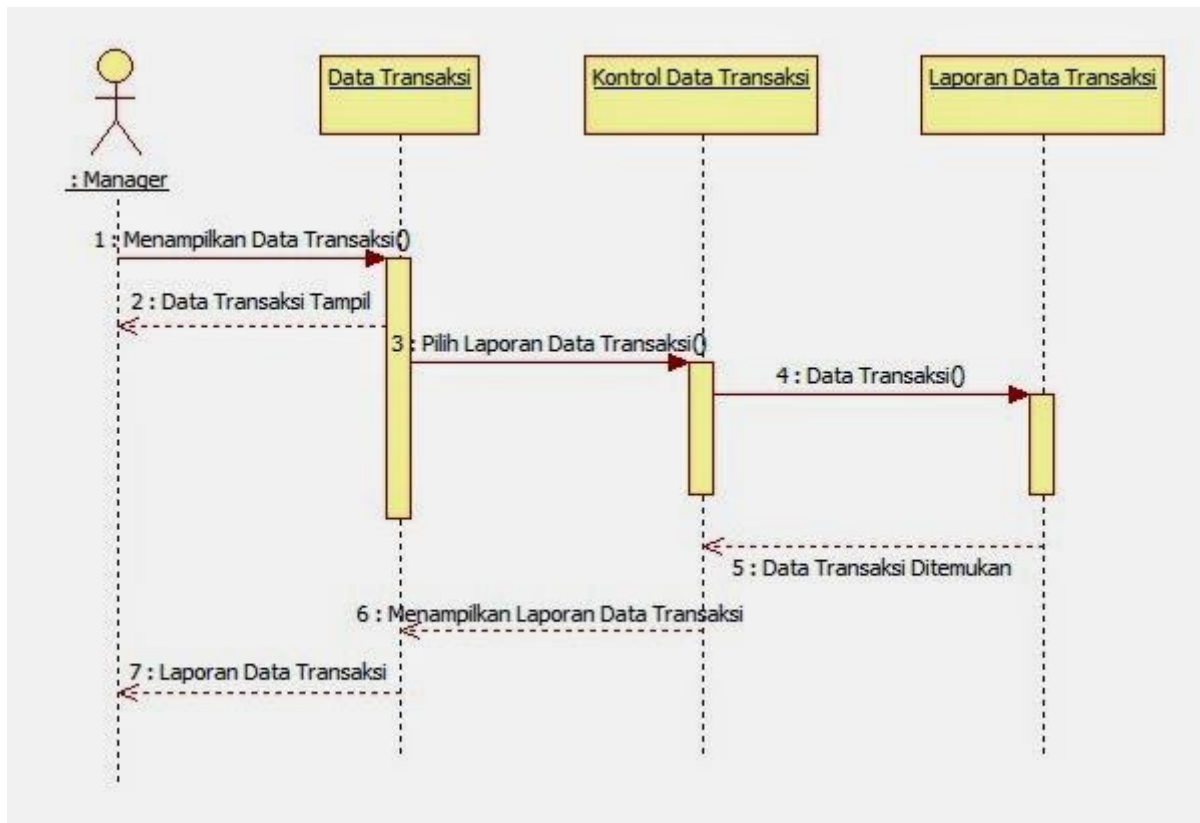 Data Transaksi
Kontrol Data Transaksi
Laporan Data Transaksi
: Manager
1 : Menampilkan Data Transaksi()
2 : Data Transaksi Tampil
3 : Pilih Laporan Data Transaksi()
4 : Data Transaksi()
5 : Data Transaksi Ditemukan
6 : Menampilkan Laporan Data Transaksi
7 : Laporan Data Transaksi